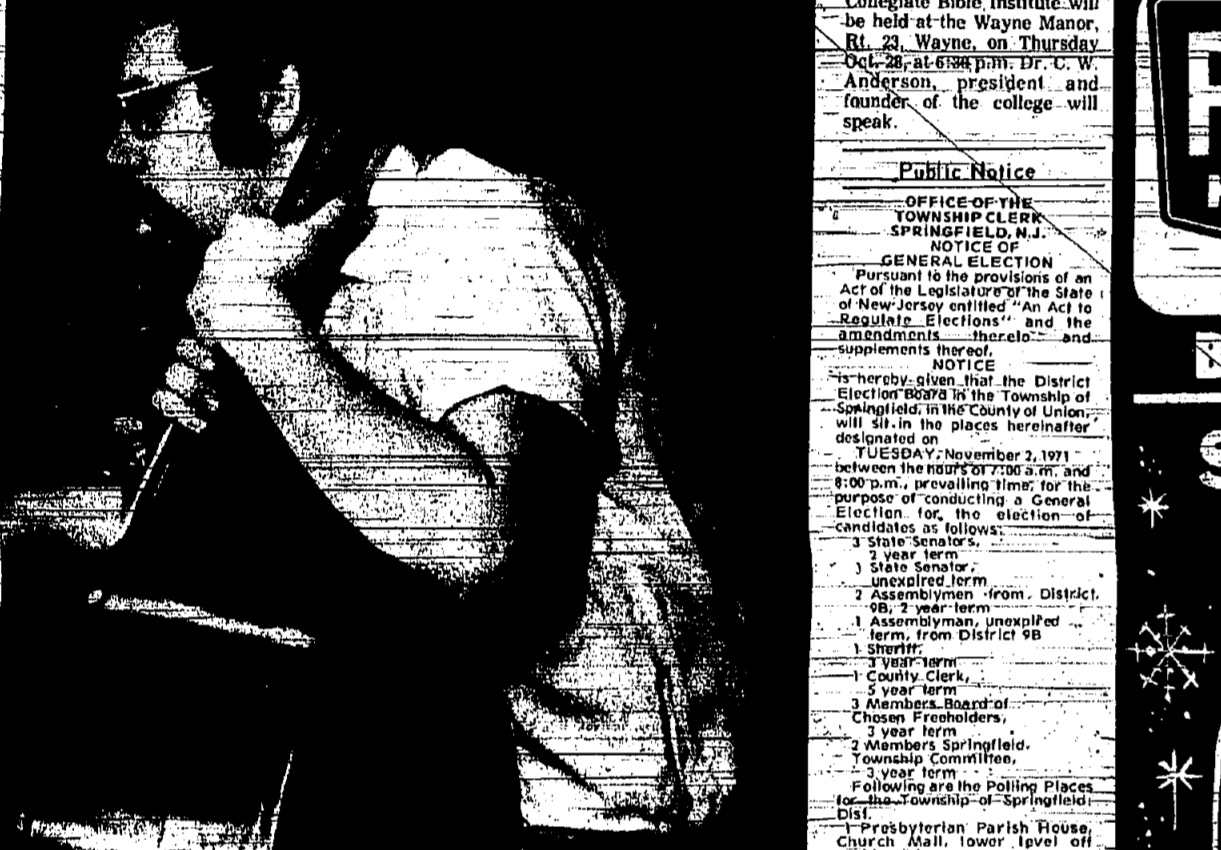 Collegiate Bible Institute will
be held at the Wayne Manor,
Rt. 23, Wayne, on Thursday
Oct. 28, at 6:30 p.m. Dr. C. W.
Anderson, president and
founder of the college will
speak.
Public Notice
OFFICE OF THE
TOWNSHIP CLERK
SPRINGFIELD, N.J.
NOTICE OF
GENERAL ELECTION
Pursuant to the provisions of an
Act of the Legislature of the State
of New Jersey entitled "An Act to
Regulate Elections" and the
amendments thereto and
supplements thereof,
NOTICE
is hereby given that the District
Election Board in the Township of
Springfield, in the County of Union,
will sit in the places hereinafter
designated on
TUESDAY, November 2, 1971
between the hours of 7:00 a.m. and
8:00 p.m., prevailing time, for the
purpose of conducting a General
Election for the election of
candidates as follows:
3 State Senators,
2 year term
State Senator,
unexpired term
2 Assemblymen from District
9B, 2 year term
1 Assemblyman, unexpired
term, from District 9B
1 Sheriff,
3 year term
1 County Clerk,
5 year term
3 Members Board of
Chosen Freeholders,
3 year term
2 Members Springfield
Township Committee,
3 year term
Following are the Polling Places
for the Township of Springfield:
Dist.
1 Presbyterian Parish House,
Church Mall, lower level off